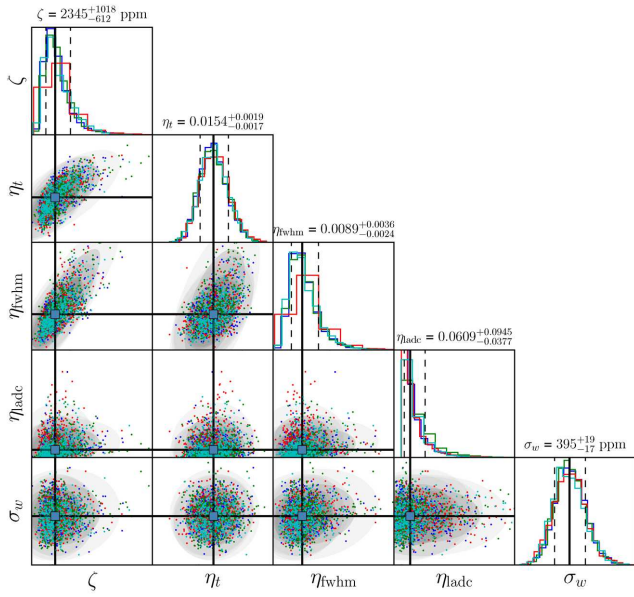 ζ = 2345^{+1018}_{-612} ppm
ζ
η_t = 0.0154^{+0.0019}_{-0.0017}
η_t
η_fwhm = 0.0089^{+0.0036}_{-0.0024}
η_fwhm
η_ladc = 0.0609^{+0.0945}_{-0.0377}
η_ladc
σ_w = 395^{+19}_{-17} ppm
σ_w
ζ η_t η_fwhm η_ladc σ_w